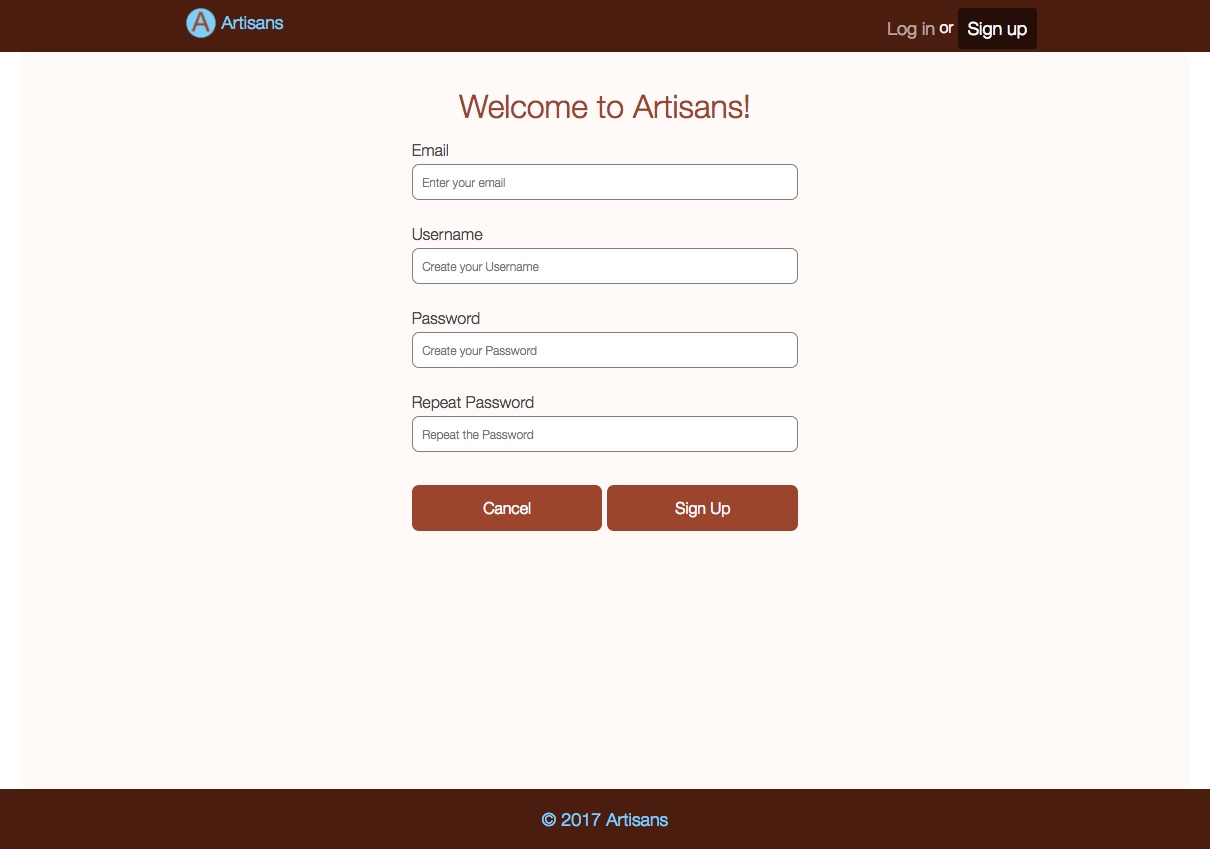 A Artisans
Log in or Sign up
Welcome to Artisans!
Email
Enter your email
Username
Create your Username
Password
Create your Password
Repeat Password
Repeat the Password
Cancel
Sign Up
© 2017 Artisans